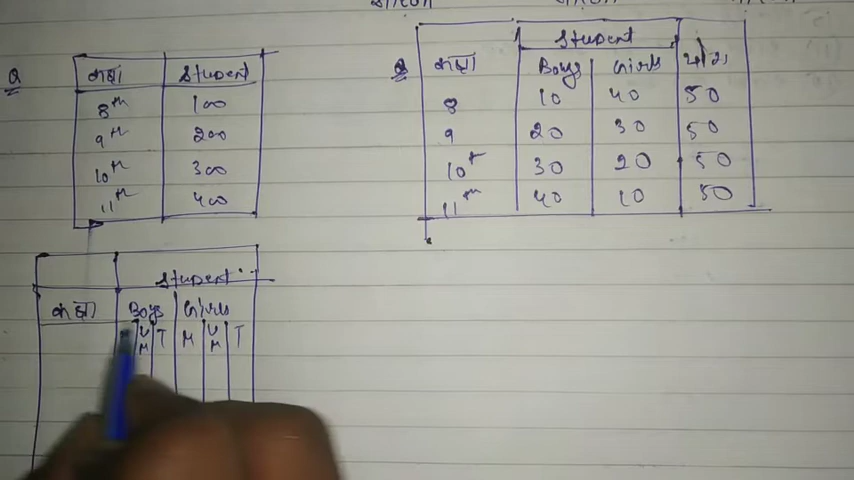 Q
कक्षा Student
8th 100
9th 200
10th 300
11th 400
Q
Student
कक्षा Boys Girls योग
8 10 40 50
9 20 30 50
10th 30 20 50
11th 40 10 50
Student
कक्षा Boys Girls
UM T M UM T